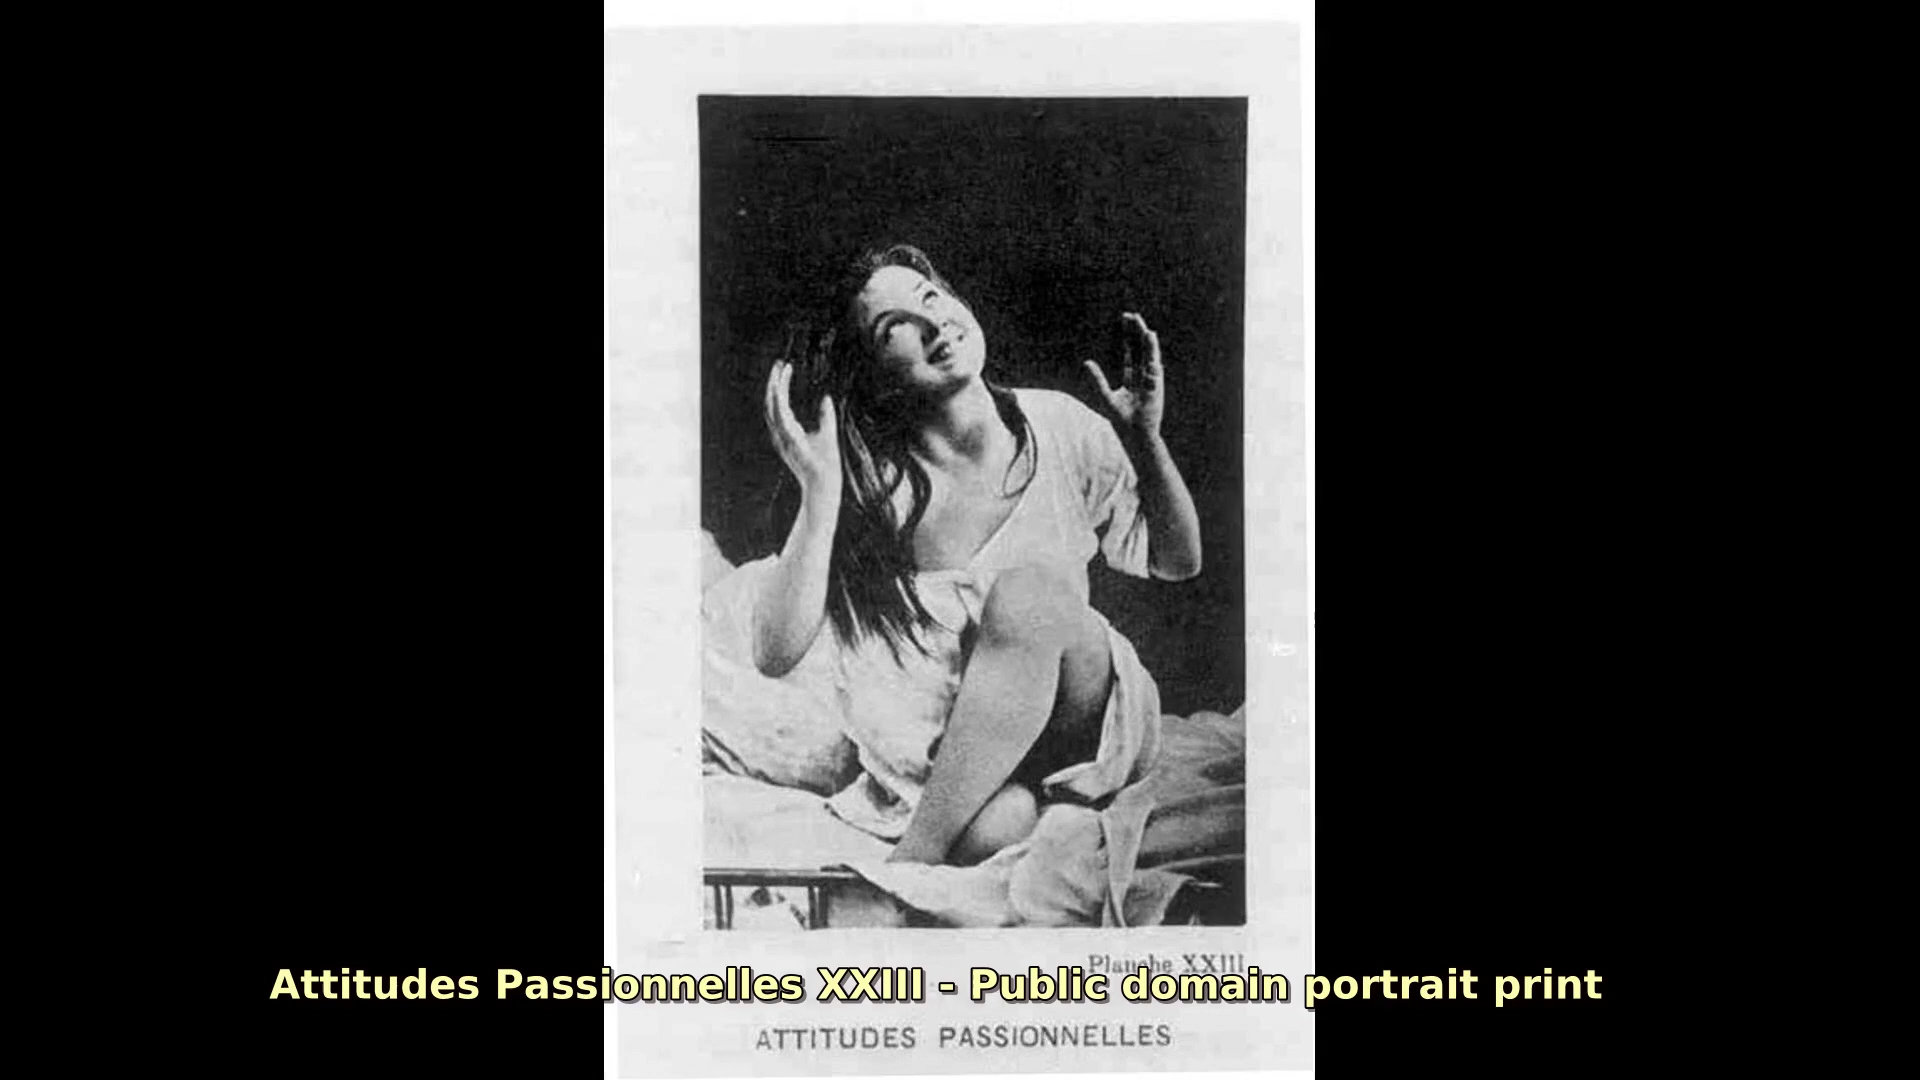 Planche XXIII
Attitudes Passionnelles XXIII - Public domain portrait print
ATTITUDES PASSIONNELLES